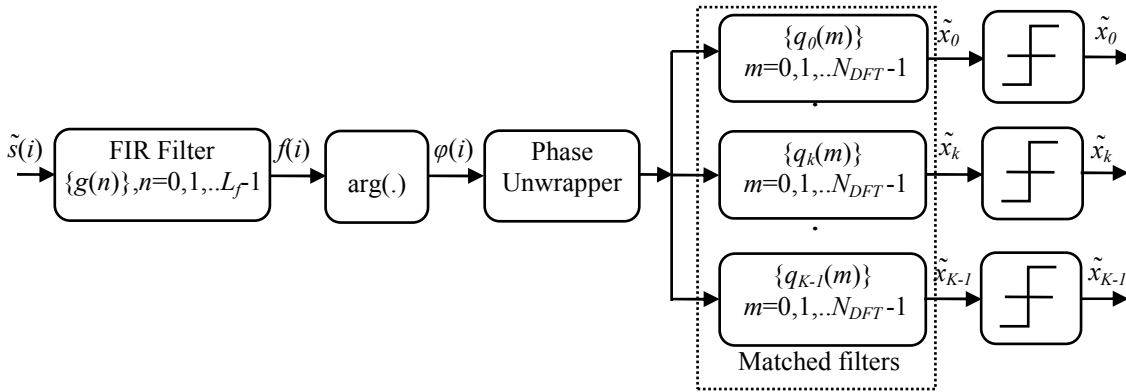 s̃(i)
FIR Filter
{g(n)},n=0,1,..L_f-1
f(i)
arg(.)
φ(i)
Phase
Unwrapper
{q_0(m)}
m=0,1,..N_DFT-1
x̃_0
x̃_0
{q_k(m)}
m=0,1,..N_DFT-1
x̃_k
x̃_k
{q_K-1(m)}
m=0,1,..N_DFT-1
x̃_K-1
x̃_K-1
Matched filters